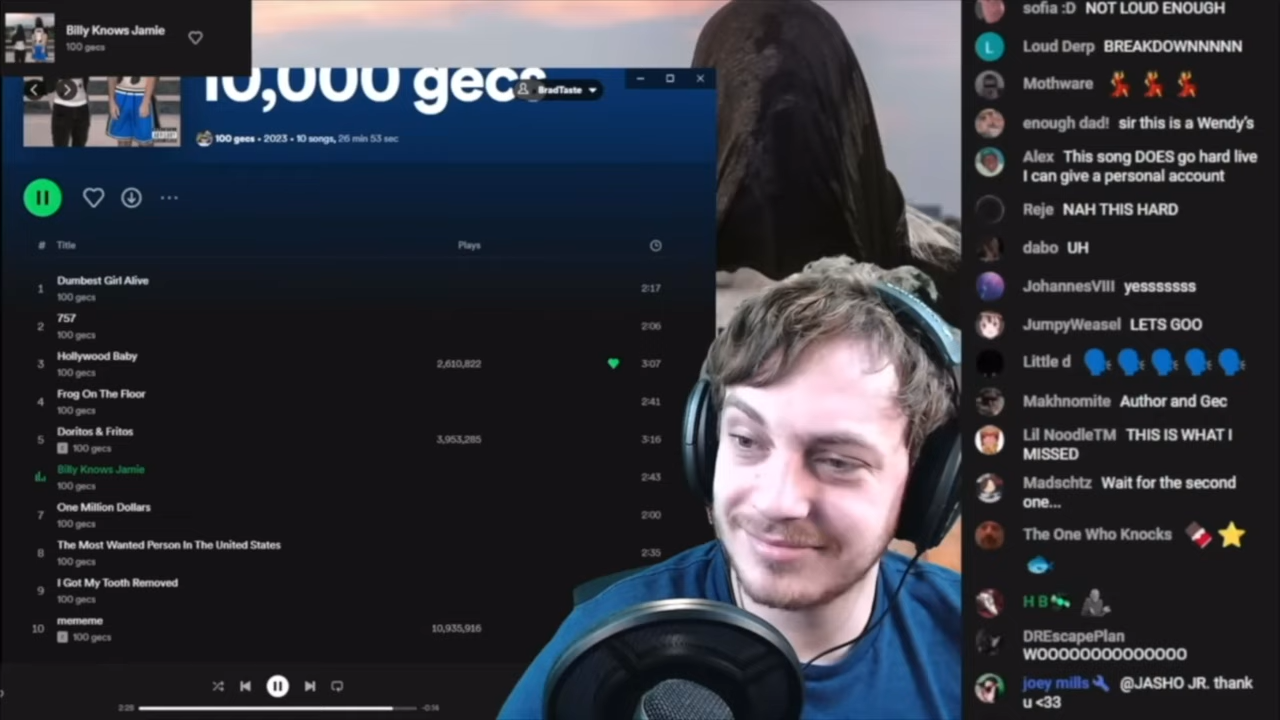 Billy Knows Jamie
100 gecs
10,000 gecs
BradTaste
100 gecs • 2023 • 10 songs, 26 min 53 sec
# Title Plays
1 Dumbest Girl Alive 2:17
100 gecs
2 757 2:06
100 gecs
3 Hollywood Baby 2,610,822 3:07
100 gecs
4 Frog On The Floor 2:41
100 gecs
5 Doritos & Fritos 3,953,285 3:16
E 100 gecs
Billy Knows Jamie 2:43
100 gecs
7 One Million Dollars 2:00
100 gecs
8 The Most Wanted Person In The United States 2:35
100 gecs
9 I Got My Tooth Removed
100 gecs
10 mememe 10,935,916
E 100 gecs
2:28 -0:14
sofia :D NOT LOUD ENOUGH
L Loud Derp BREAKDOWNNNNN
Mothware 💃 💃 💃
enough dad! sir this is a Wendy's
Alex This song DOES go hard live
I can give a personal account
Reje NAH THIS HARD
dabo UH
JohannesVIII yesssssss
JumpyWeasel LETS GOO
Little d 🗣 🗣 🗣 🗣 🗣
Makhnomite Author and Gec
Lil NoodleTM THIS IS WHAT I
MISSED
Madschtz Wait for the second
one...
The One Who Knocks 🍫 ⭐
🐟
H B
DREscapePlan
WOOOOOOOOOOOOOO
joey mills🔧 @JASHO JR. thank
u <33